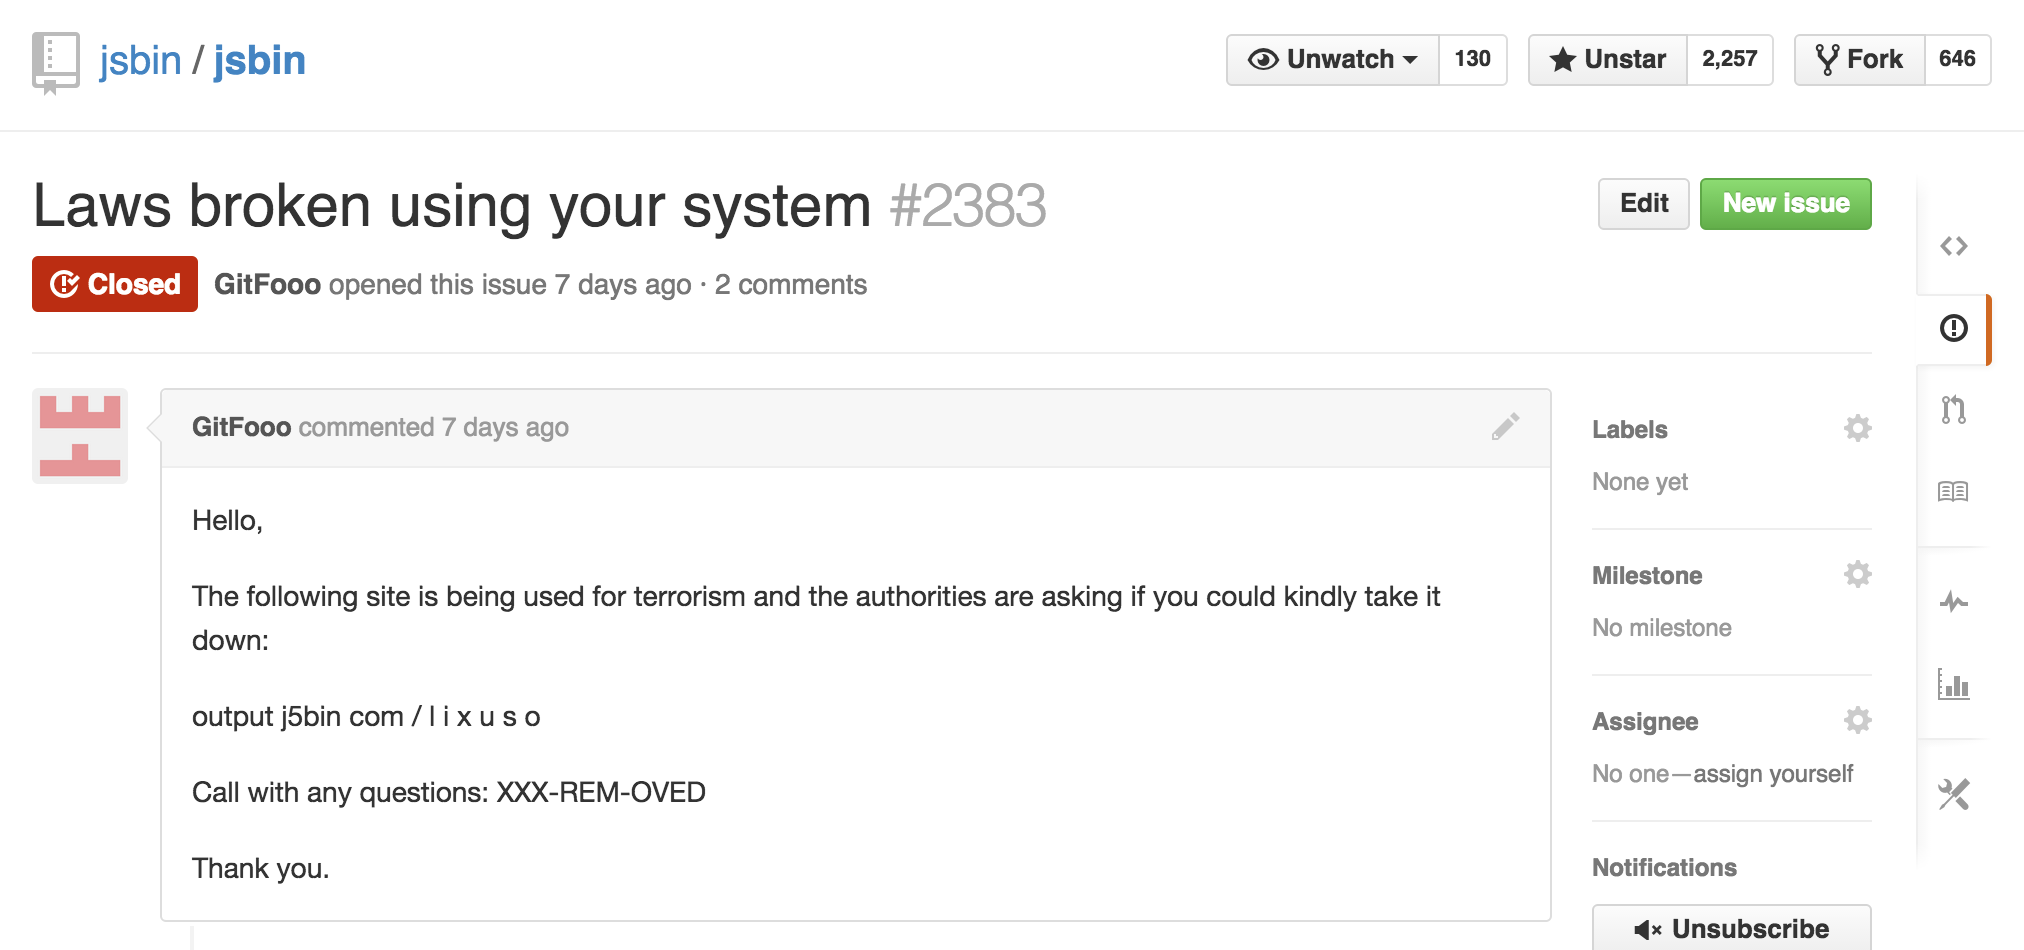 jsbin / jsbin
Unwatch 130
Unstar 2,257
Fork 646
Laws broken using your system #2383
Edit
New issue
Closed
GitFooo opened this issue 7 days ago · 2 comments
GitFooo commented 7 days ago
Hello,
The following site is being used for terrorism and the authorities are asking if you could kindly take it
down:
output j5bin com / l i x u s o
Call with any questions: XXX-REM-OVED
Thank you.
Labels
None yet
Milestone
No milestone
Assignee
No one—assign yourself
Notifications
Unsubscribe